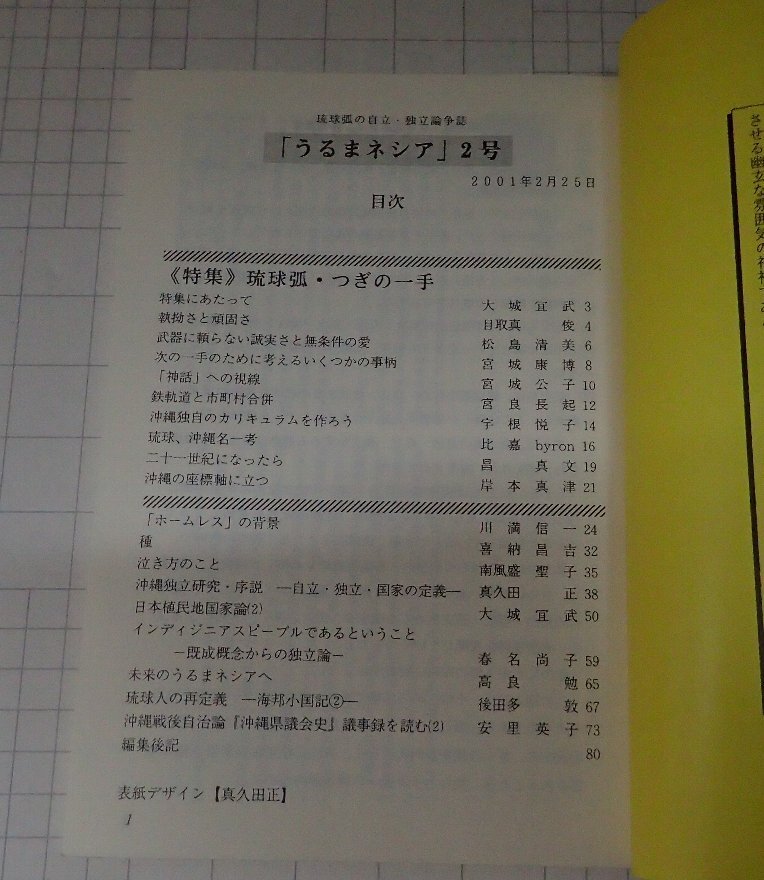 琉球弧の自立・独立論争誌
「うるまネシア」2号
2001年2月25日
目次
《特集》琉球弧・つぎの一手
特集にあたって 大城宜武 3
執拗さと頑固さ 目取真 俊 4
武器に頼らない誠実さと無条件の愛 松島清美 6
次の一手のために考えるいくつかの事柄 宮城康博 8
「神話」への視線 宮城公子 10
鉄軌道と市町村合併 宮良長起 12
沖縄独自のカリキュラムを作ろう 宇根悦子 14
琉球、沖縄名一考 比嘉byron 16
二十一世紀になったら 昌 真文 19
沖縄の座標軸に立つ 岸本真津 21
「ホームレス」の背景 川満信一 24
種 喜納昌吉 32
泣き方のこと 南風盛聖子 35
沖縄独立研究・序説 ―自立・独立・国家の定義― 真久田 正 38
日本植民地国家論(2) 大城宜武 50
インディジニアスピープルであるということ
－既成概念からの独立論－ 春名尚子 59
未来のうるまネシアへ 高良 勉 65
琉球人の再定義 ―海邦小国記②― 後田多 敦 67
沖縄戦後自治論『沖縄県議会史』議事録を読む(2) 安里英子 73
編集後記 80
表紙デザイン【真久田正】
1
させる幽玄な雰囲気の